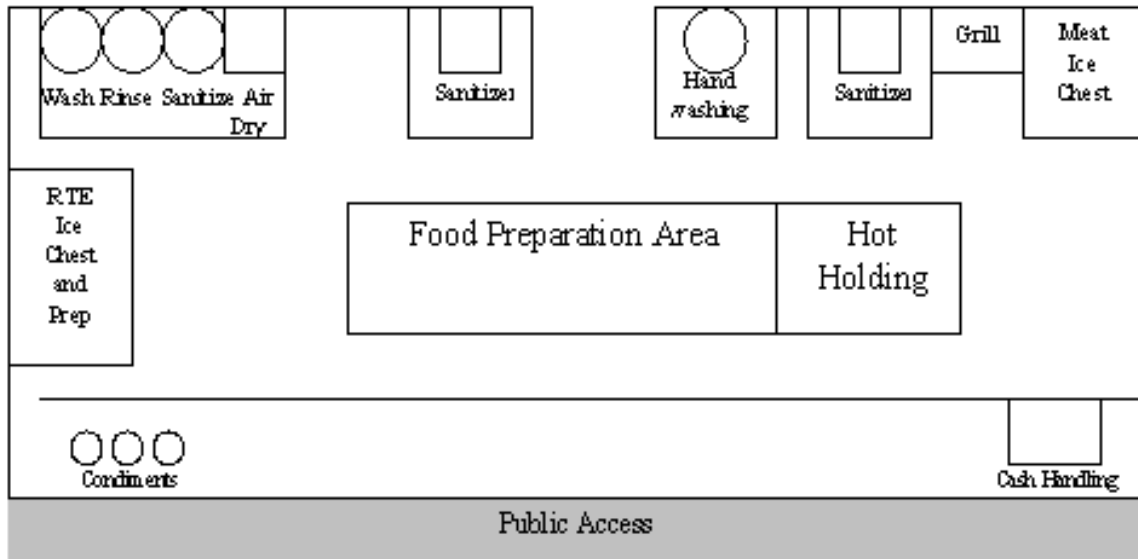 Wash Rinse Sanitize Air
Dry
Sanitizer
Hand
washing
Sanitizer
Grill
Meat
Ice
Chest
RTE
Ice
Chest
and
Prep
Food Preparation Area
Hot
Holding
Condiments
Cash Handling
Public Access